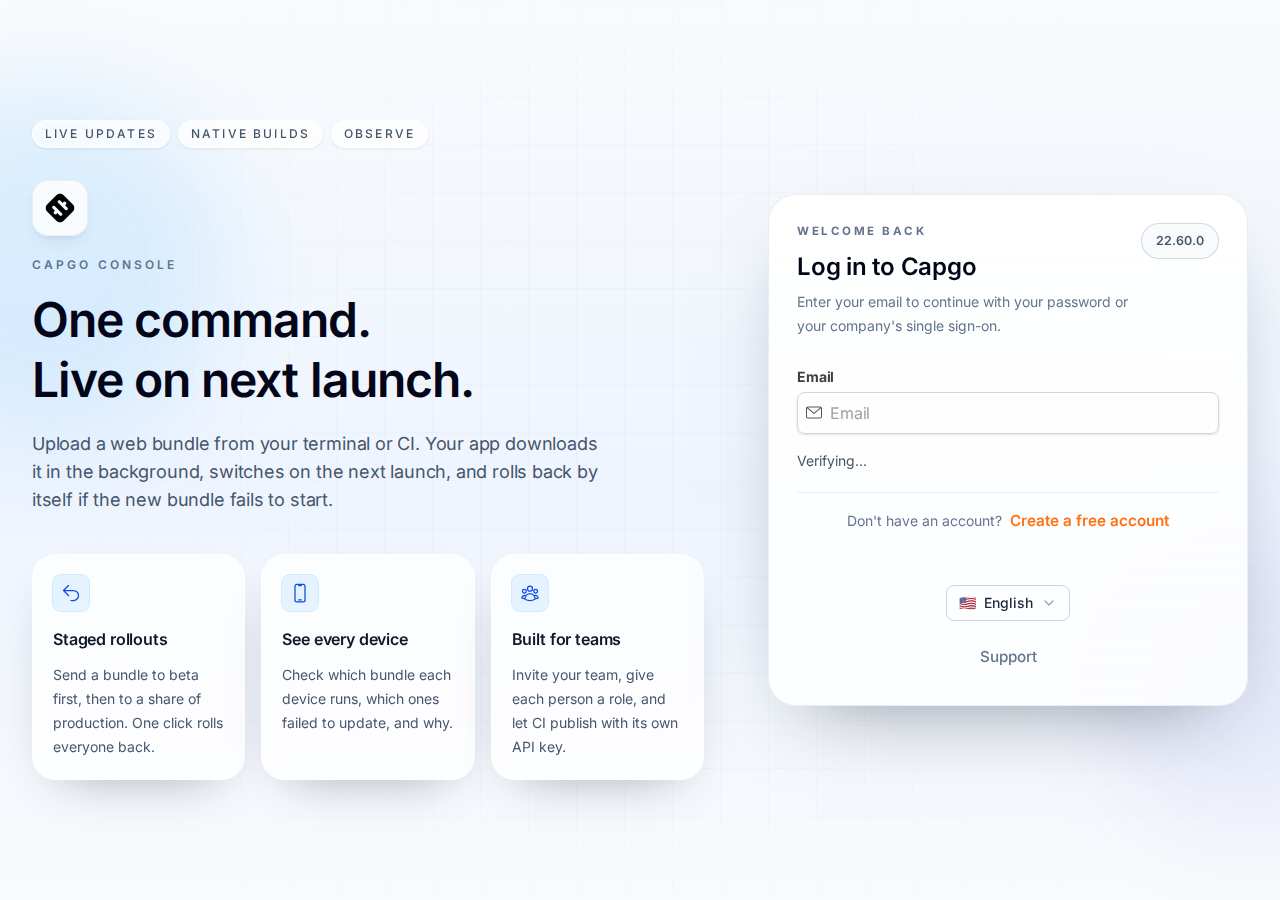 LIVE UPDATES
NATIVE BUILDS
OBSERVE
CAPGO CONSOLE
One command.
Live on next launch.
Upload a web bundle from your terminal or CI. Your app downloads
it in the background, switches on the next launch, and rolls back by
itself if the new bundle fails to start.
Staged rollouts
Send a bundle to beta
first, then to a share of
production. One click rolls
everyone back.
See every device
Check which bundle each
device runs, which ones
failed to update, and why.
Built for teams
Invite your team, give
each person a role, and
let CI publish with its own
API key.
WELCOME BACK
22.60.0
Log in to Capgo
Enter your email to continue with your password or
your company's single sign-on.
Email
Email
Verifying...
Don't have an account? Create a free account
English
Support